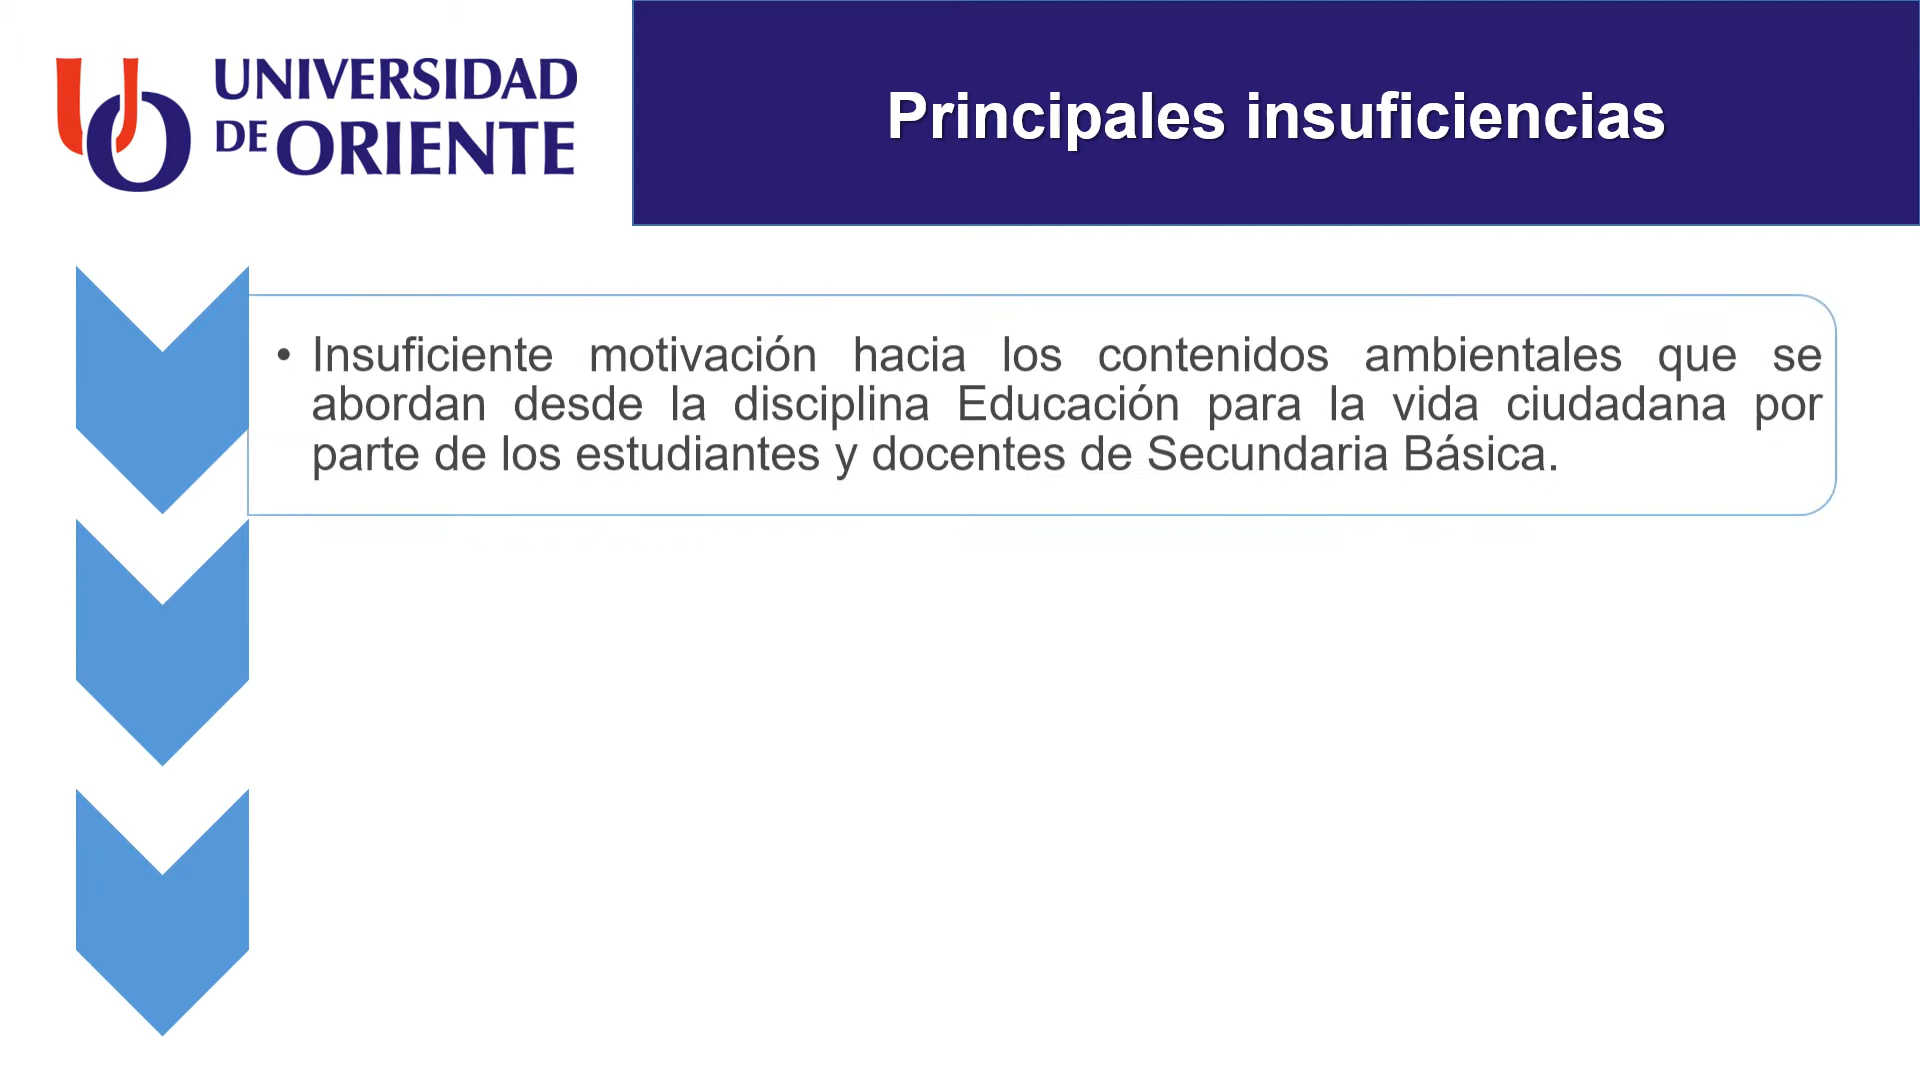 UNIVERSIDAD
DE ORIENTE
Principales insuficiencias
• Insuficiente motivación hacia los contenidos ambientales que se
abordan desde la disciplina Educación para la vida ciudadana por
parte de los estudiantes y docentes de Secundaria Básica.